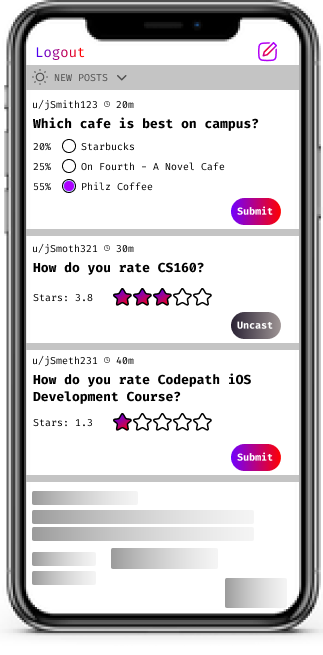 Logout
NEW POSTS
u/jSmith123 20m
Which cafe is best on campus?
20% Starbucks
25% On Fourth - A Novel Cafe
55% Philz Coffee
Submit
u/jSmoth321 30m
How do you rate CS160?
Stars: 3.8
Uncast
u/jSmeth231 40m
How do you rate Codepath iOS
Development Course?
Stars: 1.3
Submit